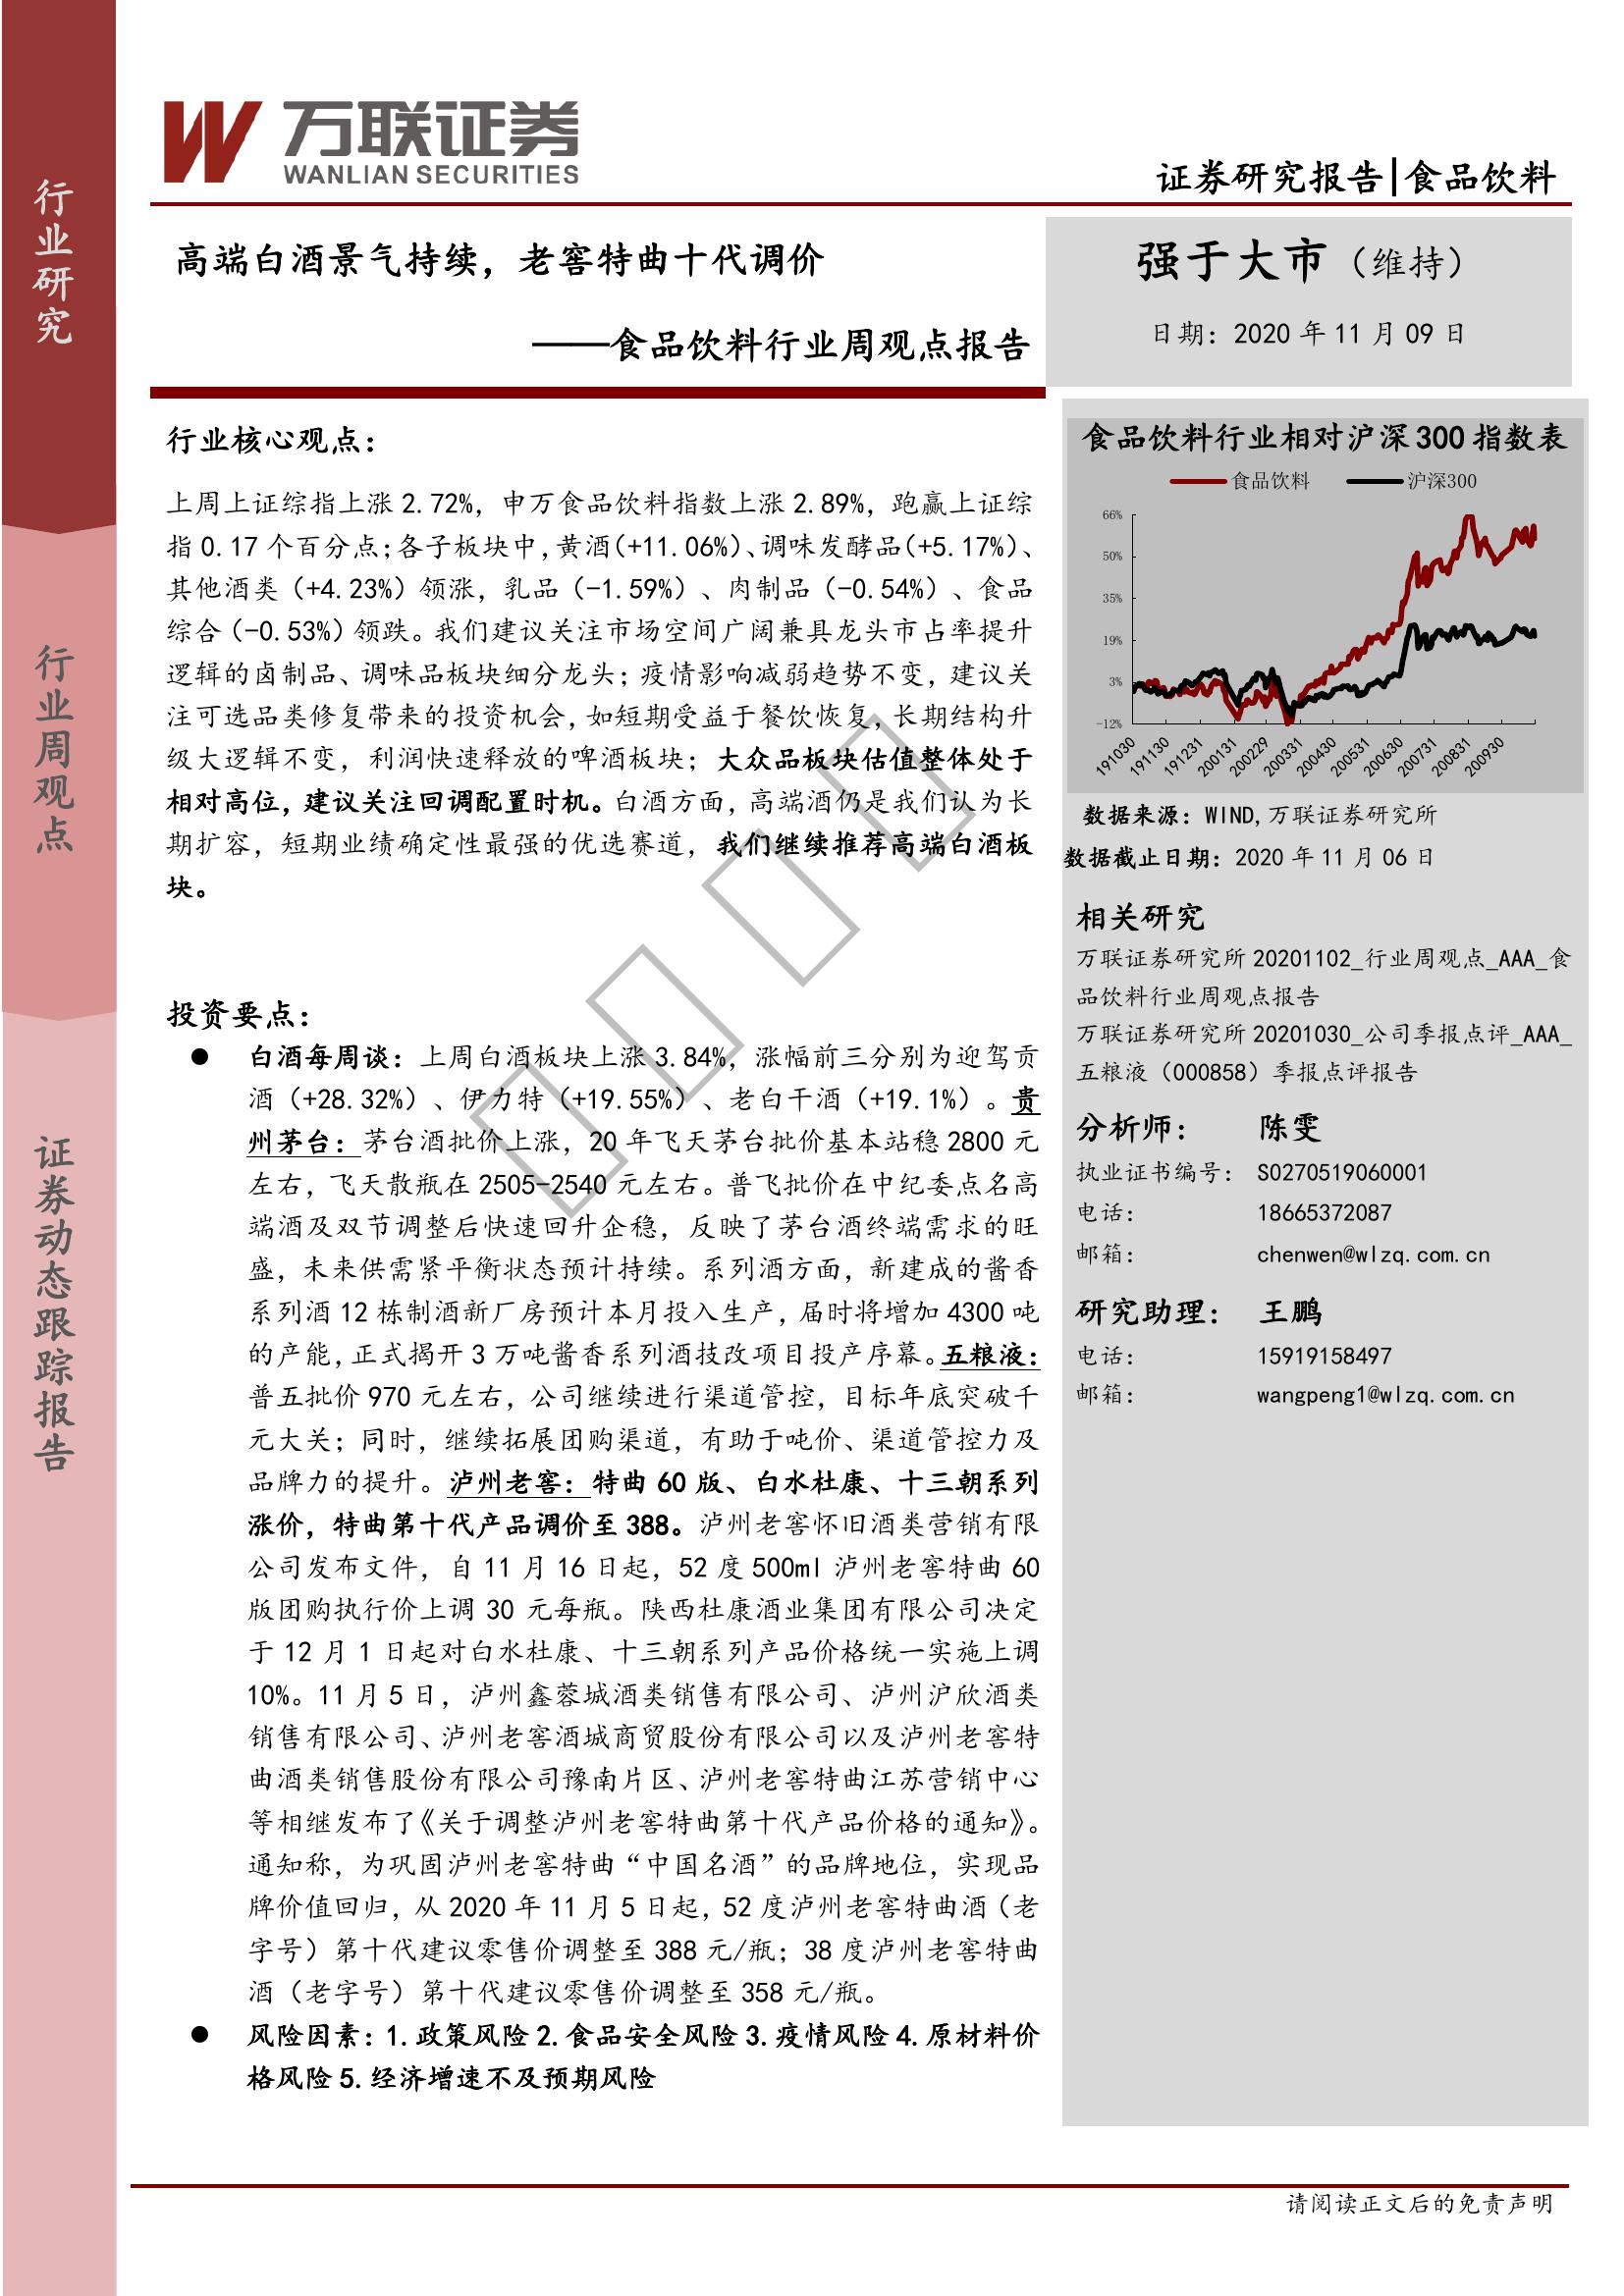 行业研究
行业周观点
证券动态跟踪报告
万联证券
WANLIAN SECURITIES
证券研究报告|食品饮料
高端白酒景气持续，老窖特曲十代调价
——食品饮料行业周观点报告
强于大市（维持）
日期：2020 年 11 月 09 日
行业核心观点：
上周上证综指上涨 2.72%，申万食品饮料指数上涨 2.89%，跑赢上证综
指 0.17 个百分点；各子板块中，黄酒(+11.06%)、调味发酵品(+5.17%)、
其他酒类（+4.23%）领涨，乳品（-1.59%）、肉制品（-0.54%）、食品
综合（-0.53%）领跌。我们建议关注市场空间广阔兼具龙头市占率提升
逻辑的卤制品、调味品板块细分龙头；疫情影响减弱趋势不变，建议关
注可选品类修复带来的投资机会，如短期受益于餐饮恢复，长期结构升
级大逻辑不变，利润快速释放的啤酒板块；大众品板块估值整体处于
相对高位，建议关注回调配置时机。白酒方面，高端酒仍是我们认为长
期扩容，短期业绩确定性最强的优选赛道，我们继续推荐高端白酒板
块。
投资要点：
● 白酒每周谈：上周白酒板块上涨 3.84%，涨幅前三分别为迎驾贡
酒（+28.32%）、伊力特（+19.55%）、老白干酒（+19.1%）。贵
州茅台：茅台酒批价上涨，20 年飞天茅台批价基本站稳 2800 元
左右，飞天散瓶在 2505-2540 元左右。普飞批价在中纪委点名高
端酒及双节调整后快速回升企稳，反映了茅台酒终端需求的旺
盛，未来供需紧平衡状态预计持续。系列酒方面，新建成的酱香
系列酒 12 栋制酒新厂房预计本月投入生产，届时将增加 4300 吨
的产能，正式揭开 3 万吨酱香系列酒技改项目投产序幕。五粮液：
普五批价 970 元左右，公司继续进行渠道管控，目标年底突破千
元大关；同时，继续拓展团购渠道，有助于吨价、渠道管控力及
品牌力的提升。泸州老窖：特曲 60 版、白水杜康、十三朝系列
涨价，特曲第十代产品调价至 388。泸州老窖怀旧酒类营销有限
公司发布文件，自 11 月 16 日起，52 度 500ml 泸州老窖特曲 60
版团购执行价上调 30 元每瓶。陕西杜康酒业集团有限公司决定
于 12 月 1 日起对白水杜康、十三朝系列产品价格统一实施上调
10%。11 月 5 日，泸州鑫蓉城酒类销售有限公司、泸州沪欣酒类
销售有限公司、泸州老窖酒城商贸股份有限公司以及泸州老窖特
曲酒类销售股份有限公司豫南片区、泸州老窖特曲江苏营销中心
等相继发布了《关于调整泸州老窖特曲第十代产品价格的通知》。
通知称，为巩固泸州老窖特曲“中国名酒”的品牌地位，实现品
牌价值回归，从 2020 年 11 月 5 日起，52 度泸州老窖特曲酒（老
字号）第十代建议零售价调整至 388 元/瓶；38 度泸州老窖特曲
酒（老字号）第十代建议零售价调整至 358 元/瓶。
● 风险因素：1.政策风险 2.食品安全风险 3.疫情风险 4.原材料价
格风险 5.经济增速不及预期风险
食品饮料行业相对沪深 300 指数表
食品饮料 沪深300
66%
50%
35%
19%
3%
-12%
191030 191130 191231 200131 200229 200331 200430 200531 200630 200731 200831 200930
数据来源：WIND,万联证券研究所
数据截止日期：2020 年 11 月 06 日
相关研究
万联证券研究所 20201102_行业周观点_AAA_食
品饮料行业周观点报告
万联证券研究所 20201030_公司季报点评_AAA_
五粮液（000858）季报点评报告
分析师： 陈雯
执业证书编号： S0270519060001
电话： 18665372087
邮箱： chenwen@wlzq.com.cn
研究助理： 王鹏
电话： 15919158497
邮箱： wangpeng1@wlzq.com.cn
请阅读正文后的免责声明